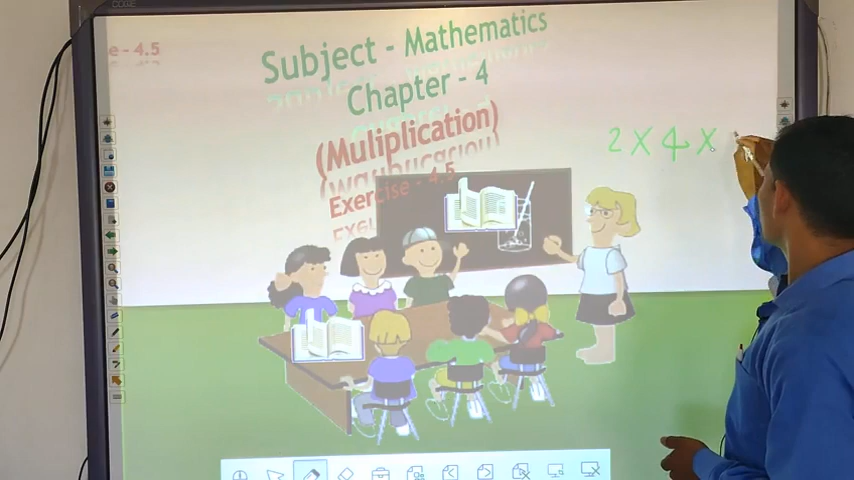 e - 4.5
Subject - Mathematics
Chapter - 4
(Muliplication)
Exercise - 4.5
2 X 4 X